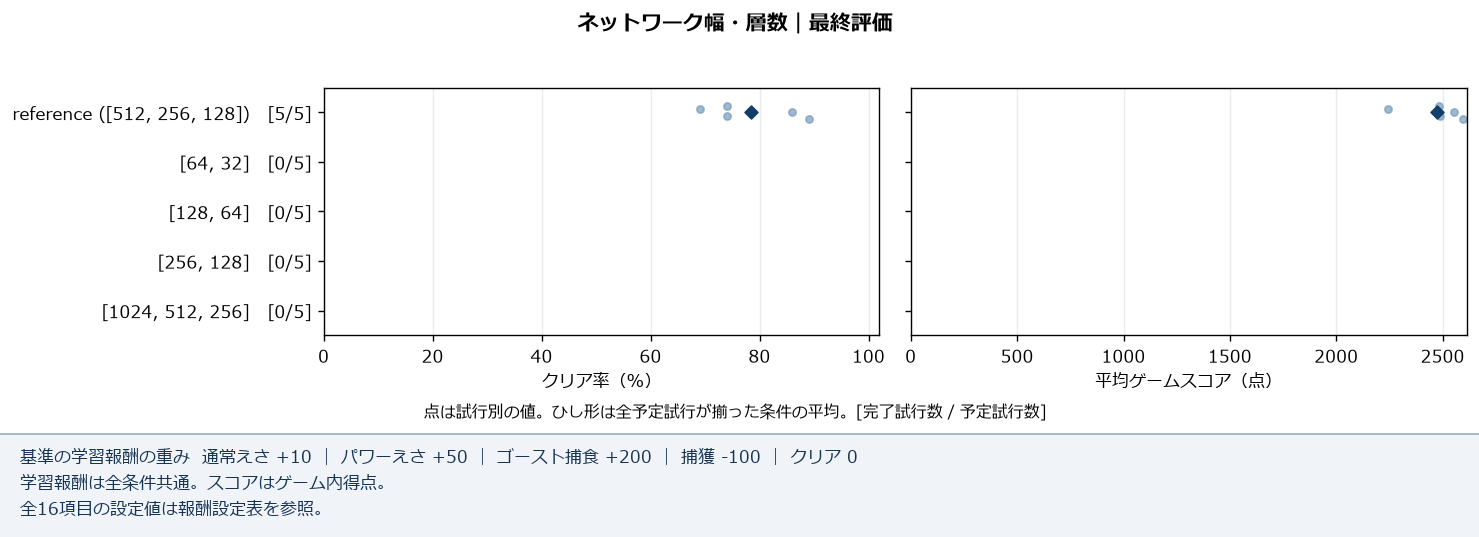 ネットワーク幅・層数｜最終評価
reference ([512, 256, 128]) [5/5]
[64, 32] [0/5]
[128, 64] [0/5]
[256, 128] [0/5]
[1024, 512, 256] [0/5]
0 20 40 60 80 100
クリア率（%）
0 500 1000 1500 2000 2500
平均ゲームスコア（点）
点は試行別の値。ひし形は全予定試行が揃った条件の平均。[完了試行数 / 予定試行数]
基準の学習報酬の重み 通常えさ +10 ｜ パワーえさ +50 ｜ ゴースト捕食 +200 ｜ 捕獲 -100 ｜ クリア 0
学習報酬は全条件共通。スコアはゲーム内得点。
全16項目の設定値は報酬設定表を参照。